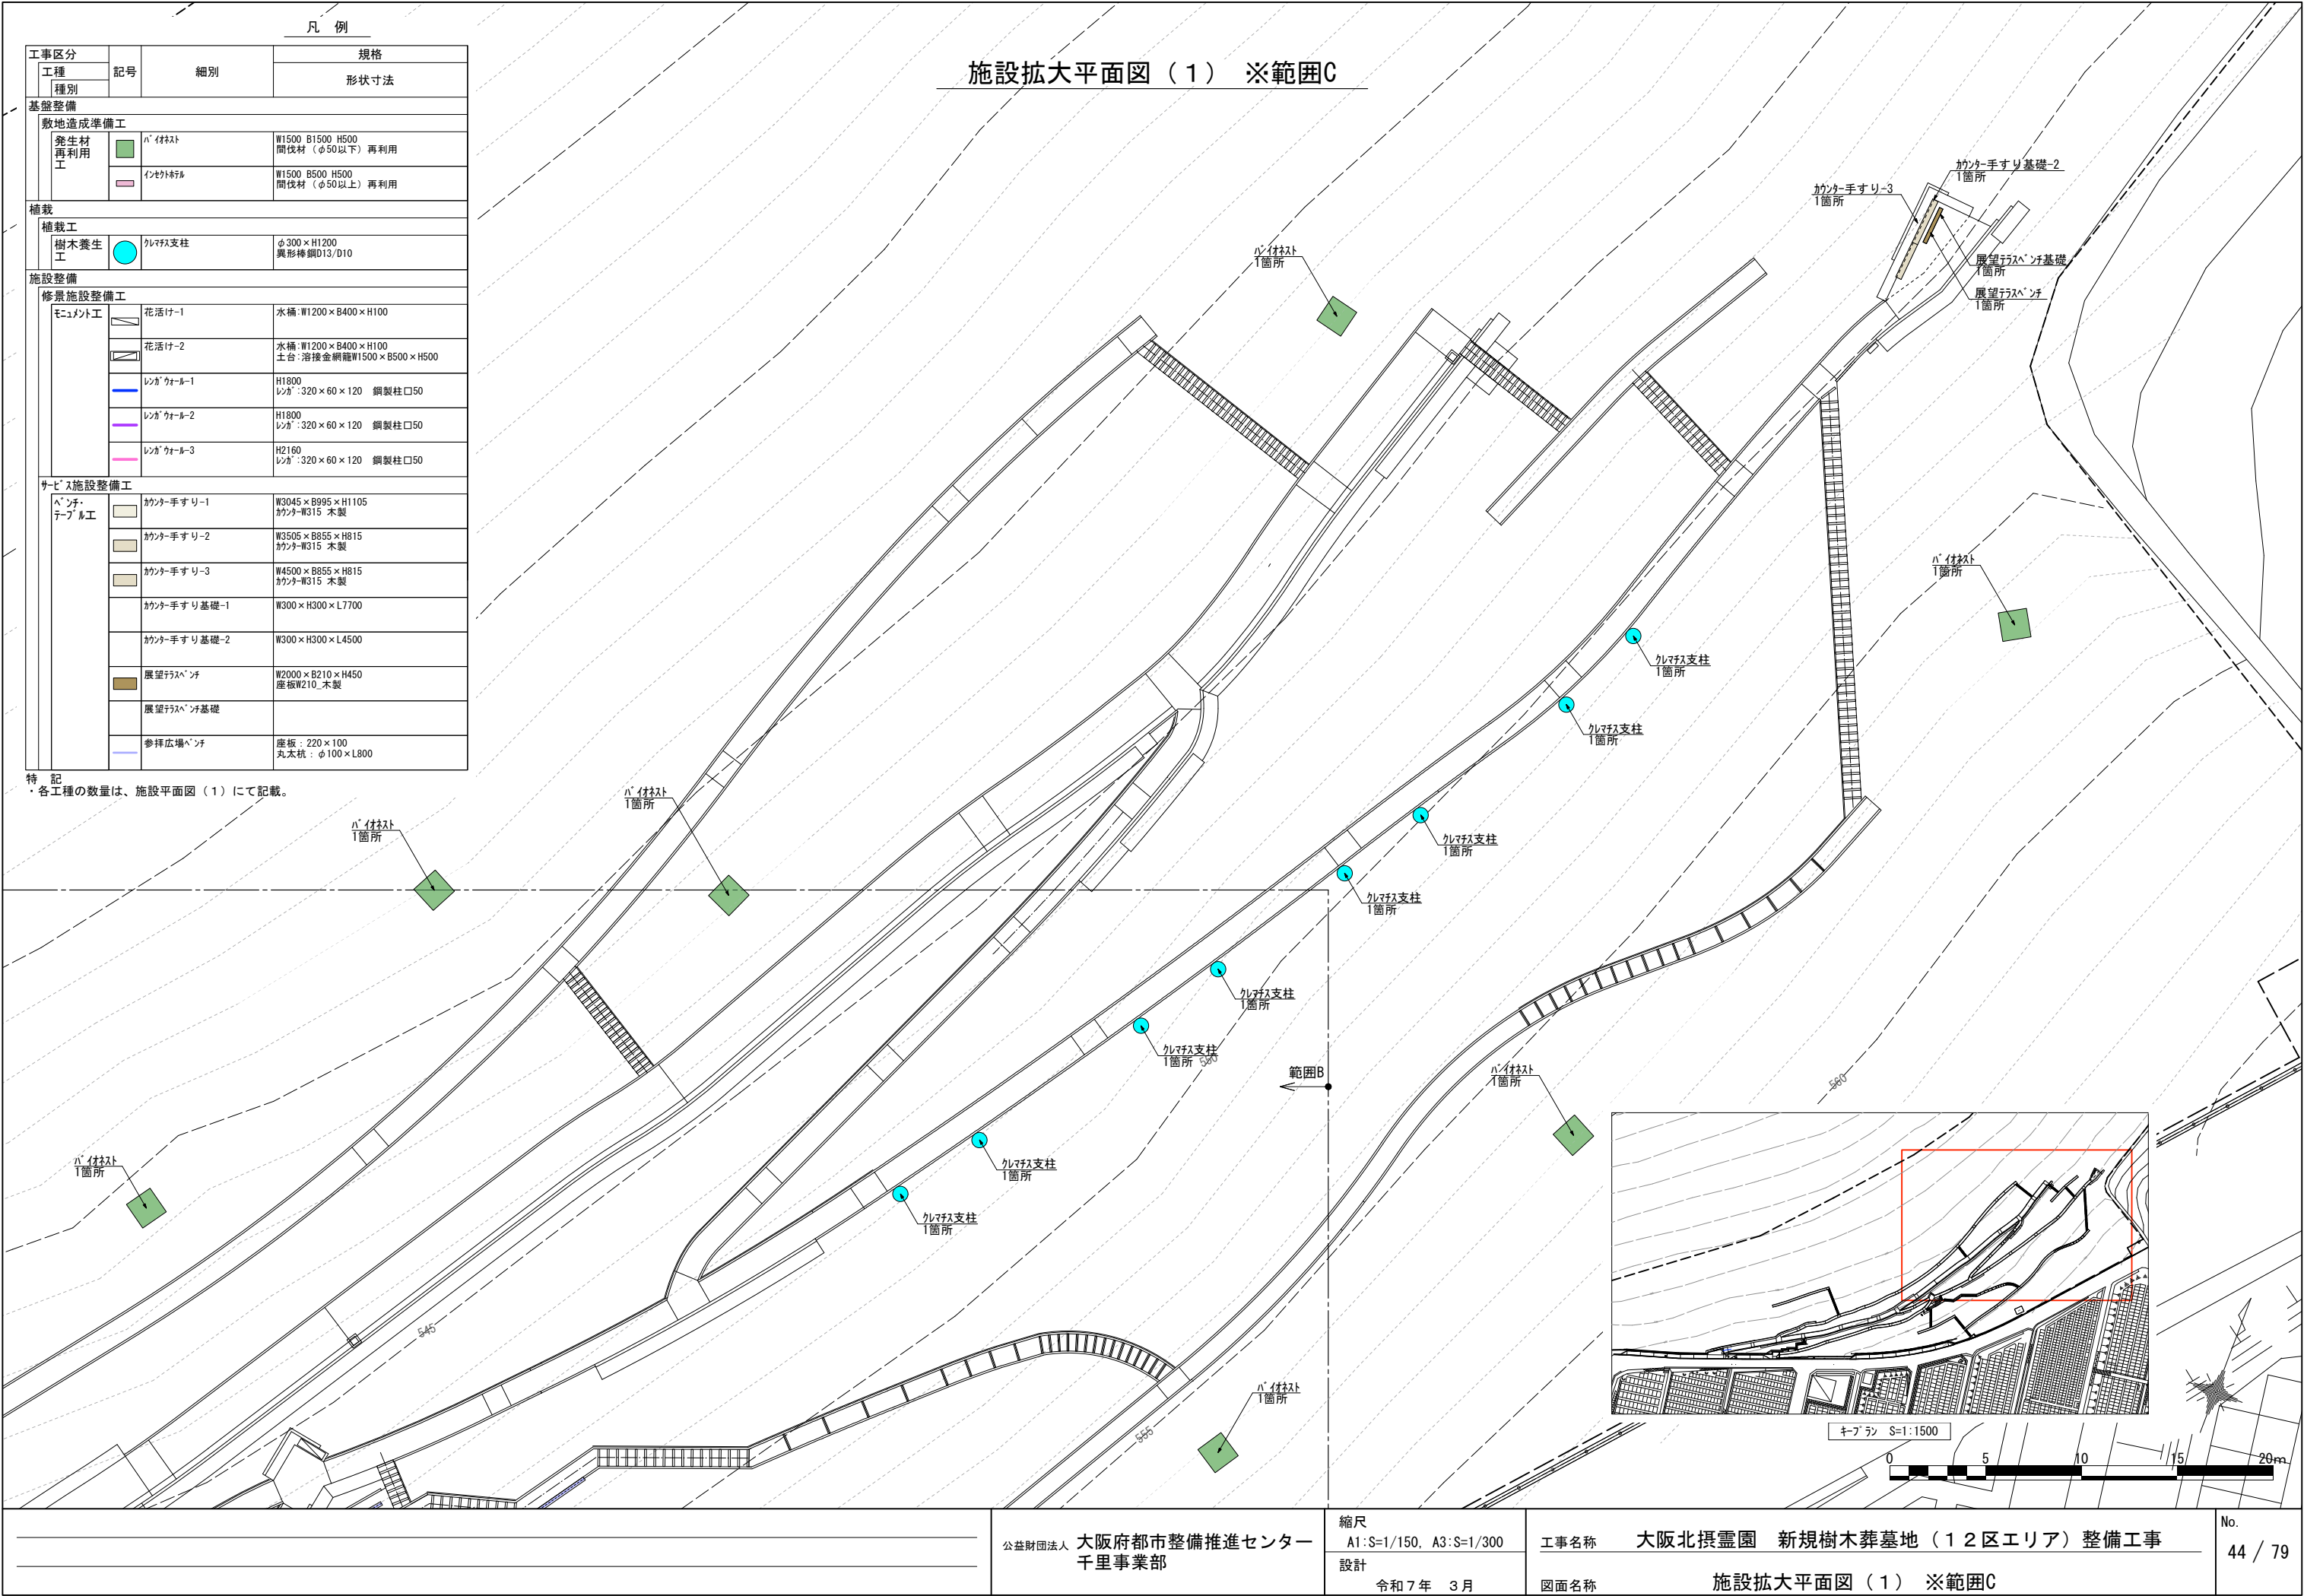 凡 例
工事区分
工種
種別
記号
細別
規格
形状寸法
基盤整備
敷地造成準備工
発生材
再利用
工
バイオネスト
W1500 B1500 H500
間伐材（φ50以下）再利用
インセクトホテル
W1500 B500 H500
間伐材（φ50以上）再利用
植栽
植栽工
樹木養生
工
クレマチス支柱
φ300×H1200
異形棒鋼D13/D10
施設整備
修景施設整備工
モニュメント工
花活け-1
水桶:W1200×B400×H100
花活け-2
水桶:W1200×B400×H100
土台:溶接金網籠W1500×B500×H500
レンガウォール-1
H1800
レンガ:320×60×120 鋼製柱□50
レンガウォール-2
H1800
レンガ:320×60×120 鋼製柱□50
レンガウォール-3
H2160
レンガ:320×60×120 鋼製柱□50
サービス施設整備工
ベンチ・
テーブル工
カウンター手すり-1
W3045×B995×H1105
カウンターW315 木製
カウンター手すり-2
W3505×B855×H815
カウンターW315 木製
カウンター手すり-3
W4500×B855×H815
カウンターW315 木製
カウンター手すり基礎-1
W300×H300×L7700
カウンター手すり基礎-2
W300×H300×L4500
展望テラスベンチ
W2000×B210×H450
座板W210_木製
展望テラスベンチ基礎
参拝広場ベンチ
座板：220×100
丸太杭：φ100×L800
特 記
・各工種の数量は、施設平面図（1）にて記載。
施設拡大平面図（１） ※範囲C
カウンター手すり基礎-2
1箇所
カウンター手すり-3
1箇所
展望テラスベンチ基礎
1箇所
展望テラスベンチ
1箇所
バイオネスト
1箇所
バイオネスト
1箇所
クレマチス支柱
1箇所
クレマチス支柱
1箇所
バイオネスト
1箇所
バイオネスト
1箇所
クレマチス支柱
1箇所
クレマチス支柱
1箇所
クレマチス支柱
1箇所
クレマチス支柱
1箇所
550
範囲B
バイオネスト
1箇所
560
バイオネスト
1箇所
クレマチス支柱
1箇所
クレマチス支柱
1箇所
545
バイオネスト
1箇所
555
キープラン S=1:1500
0 5 10 15 20m
公益財団法人 大阪府都市整備推進センター
千里事業部
縮尺
A1:S=1/150, A3:S=1/300
設計
令和７年 ３月
工事名称 大阪北摂霊園 新規樹木葬墓地（１２区エリア）整備工事
図面名称 施設拡大平面図（１） ※範囲C
No.
44 / 79